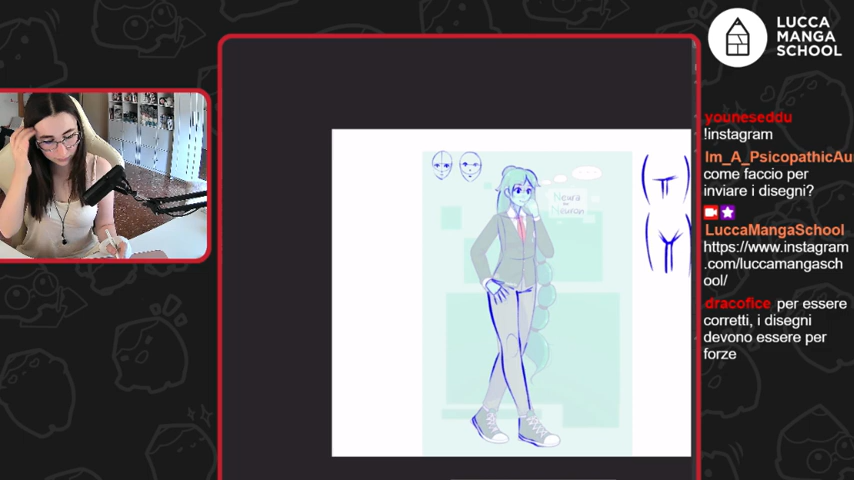 LUCCA
MANGA
SCHOOL
youneseddu
!instagram
Im_A_PsicopathicAu
come faccio per
inviare i disegni?
LuccaMangaSchool
https://www.instagram
.com/luccamangasch
ool/
dracofice per essere
corretti, i disegni
devono essere per
forze